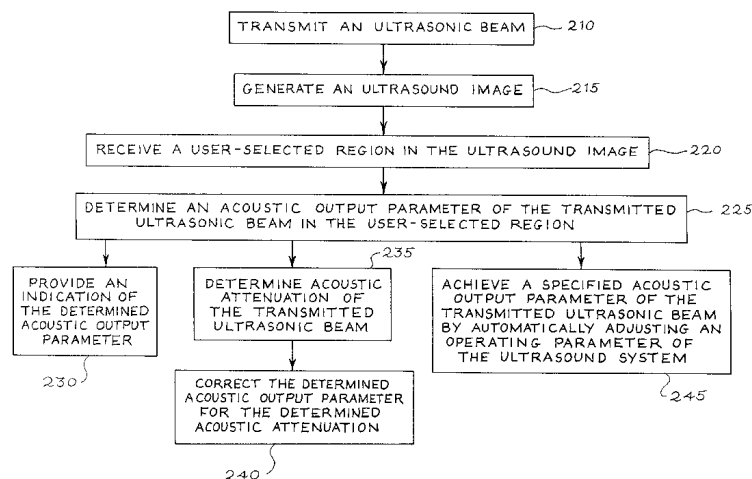 TRANSMIT AN ULTRASONIC BEAM
210
GENERATE AN ULTRASOUND IMAGE
215
RECEIVE A USER-SELECTED REGION IN THE ULTRASOUND IMAGE
220
DETERMINE AN ACOUSTIC OUTPUT PARAMETER OF THE TRANSMITTED
ULTRASONIC BEAM IN THE USER-SELECTED REGION
225
PROVIDE AN
INDICATION OF
THE DETERMINED
ACOUSTIC OUTPUT
PARAMETER
230
235
DETERMINE ACOUSTIC
ATTENUATION OF
THE TRANSMITTED
ULTRASONIC BEAM
CORRECT THE DETERMINED
ACOUSTIC OUTPUT PARAMETER
FOR THE DETERMINED
ACOUSTIC ATTENUATION
240
ACHIEVE A SPECIFIED ACOUSTIC
OUTPUT PARAMETER OF THE
TRANSMITTED ULTRASONIC BEAM
BY AUTOMATICALLY ADJUSTING AN
OPERATING PARAMETER OF
THE ULTRASOUND SYSTEM
245